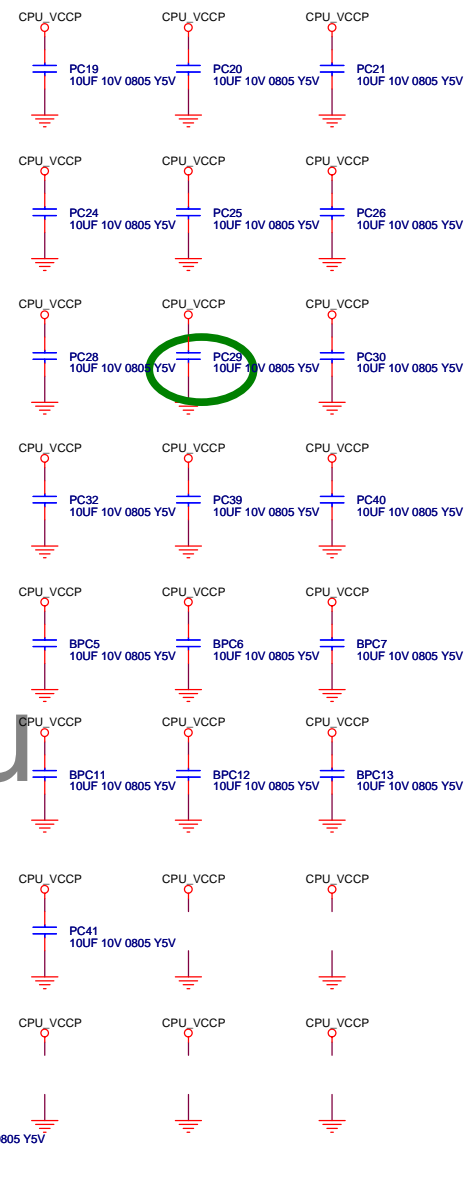 CPU_VCCP CPU_VCCP CPU_VCCP
PC19 PC20 PC21
10UF 10V 0805 Y5V 10UF 10V 0805 Y5V 10UF 10V 0805 Y5V
CPU_VCCP CPU_VCCP CPU_VCCP
PC24 PC25 PC26
10UF 10V 0805 Y5V 10UF 10V 0805 Y5V 10UF 10V 0805 Y5V
CPU_VCCP CPU_VCCP CPU_VCCP
PC28 PC29 PC30
10UF 10V 0805 Y5V 10UF 10V 0805 Y5V 10UF 10V 0805 Y5V
CPU_VCCP CPU_VCCP CPU_VCCP
PC32 PC39 PC40
10UF 10V 0805 Y5V 10UF 10V 0805 Y5V 10UF 10V 0805 Y5V
CPU_VCCP CPU_VCCP CPU_VCCP
BPC5 BPC6 BPC7
10UF 10V 0805 Y5V 10UF 10V 0805 Y5V 10UF 10V 0805 Y5V
u
CPU_VCCP CPU_VCCP CPU_VCCP
BPC11 BPC12 BPC13
10UF 10V 0805 Y5V 10UF 10V 0805 Y5V 10UF 10V 0805 Y5V
CPU_VCCP CPU_VCCP CPU_VCCP
PC41
10UF 10V 0805 Y5V
CPU_VCCP CPU_VCCP CPU_VCCP
805 Y5V